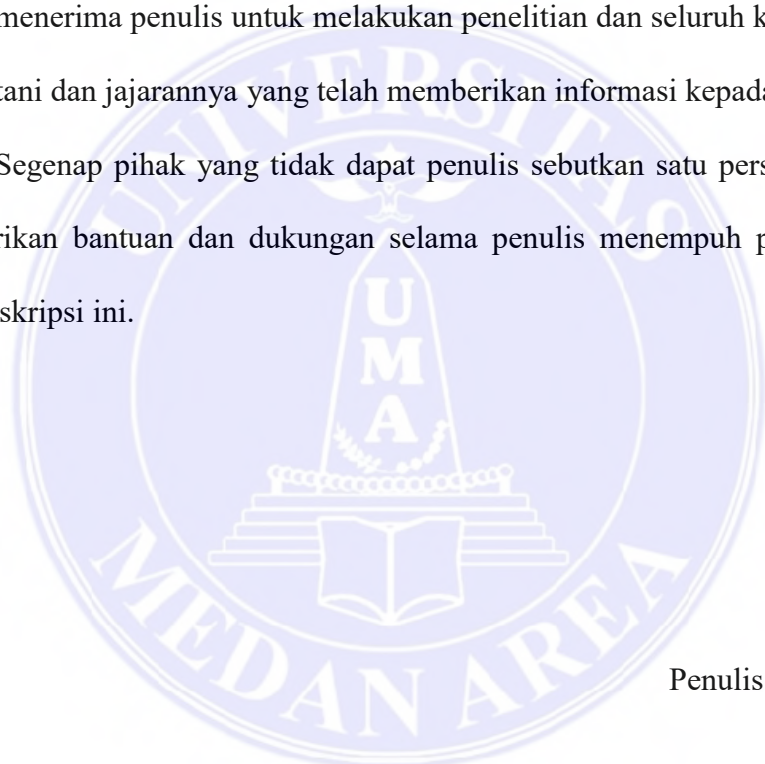 menerima penulis untuk melakukan penelitian dan seluruh k
tani dan jajarannya yang telah memberikan informasi kepada
Segenap pihak yang tidak dapat penulis sebutkan satu pers
rikan bantuan dan dukungan selama penulis menempuh p
skripsi ini.
UNIVERSITAS
UMA
MEDAN AREA
Penulis